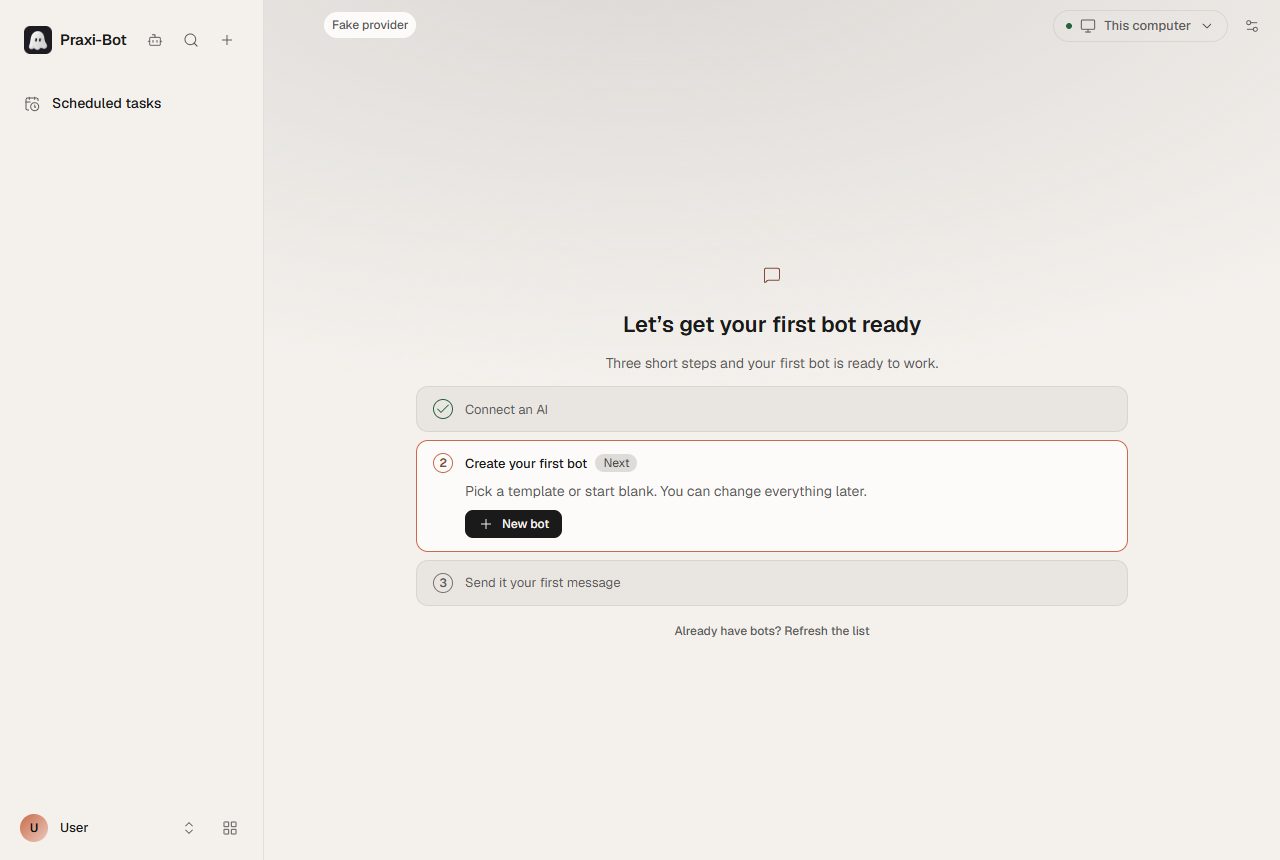 Praxi-Bot
Scheduled tasks
Fake provider
This computer
Let’s get your first bot ready
Three short steps and your first bot is ready to work.
Connect an AI
2
Create your first bot
Next
Pick a template or start blank. You can change everything later.
New bot
3
Send it your first message
Already have bots? Refresh the list
U
User